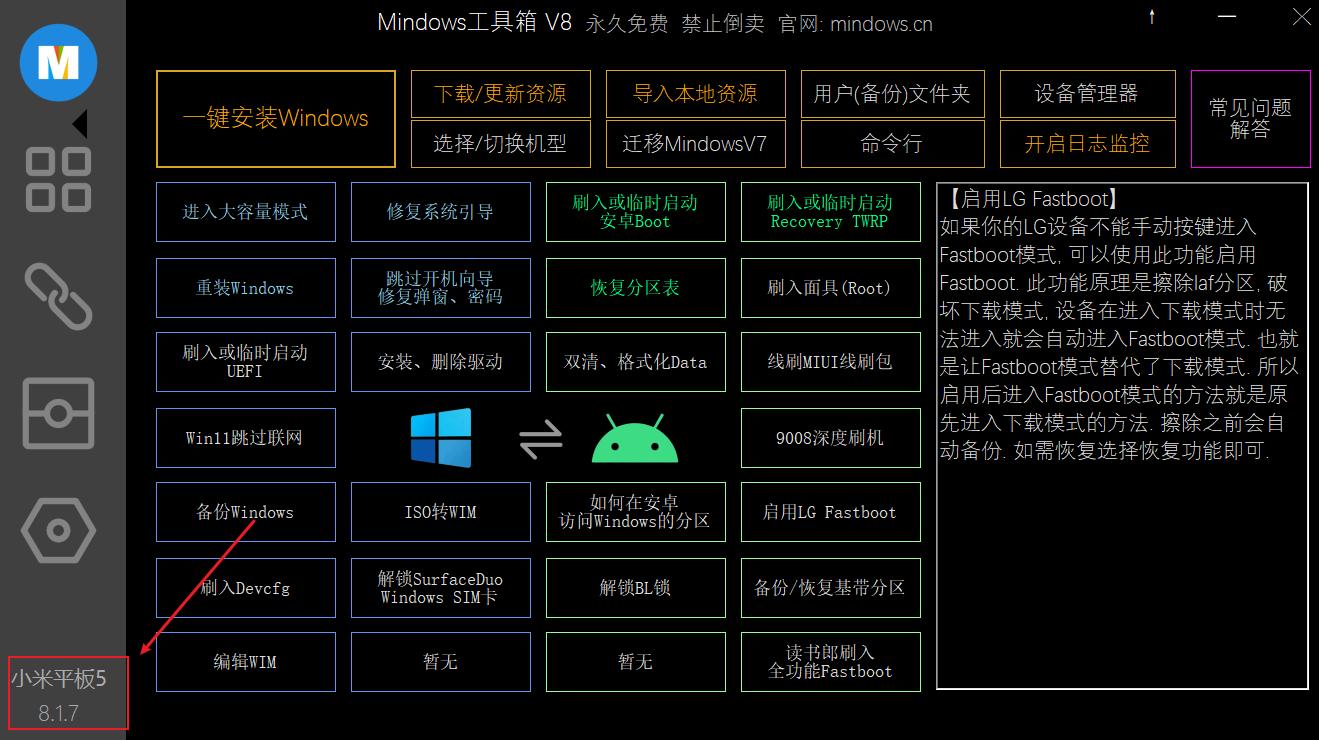 Mindows工具箱 V8 永久免费 禁止倒卖 官网: mindows.cn
M
一键安装Windows
下载/更新资源
导入本地资源
用户(备份)文件夹
设备管理器
常见问题
解答
选择/切换机型
迁移MindowsV7
命令行
开启日志监控
进入大容量模式
修复系统引导
刷入或临时启动
安卓Boot
刷入或临时启动
Recovery TWRP
重装Windows
跳过开机向导
修复弹窗、密码
恢复分区表
刷入面具(Root)
刷入或临时启动
UEFI
安装、删除驱动
双清、格式化Data
线刷MIUI线刷包
Win11跳过联网
9008深度刷机
备份Windows
ISO转WIM
如何在安卓
访问Windows的分区
启用LG Fastboot
刷入Devcfg
解锁SurfaceDuo
Windows SIM卡
解锁BL锁
备份/恢复基带分区
编辑WIM
暂无
暂无
读书郎刷入
全功能Fastboot
【启用LG Fastboot】
如果你的LG设备不能手动按键进入
Fastboot模式, 可以使用此功能启用
Fastboot. 此功能原理是擦除laf分区, 破
坏下载模式, 设备在进入下载模式时无
法进入就会自动进入Fastboot模式. 也就
是让Fastboot模式替代了下载模式. 所以
启用后进入Fastboot模式的方法就是原
先进入下载模式的方法. 擦除之前会自
动备份. 如需恢复选择恢复功能即可.
小米平板5
8.1.7